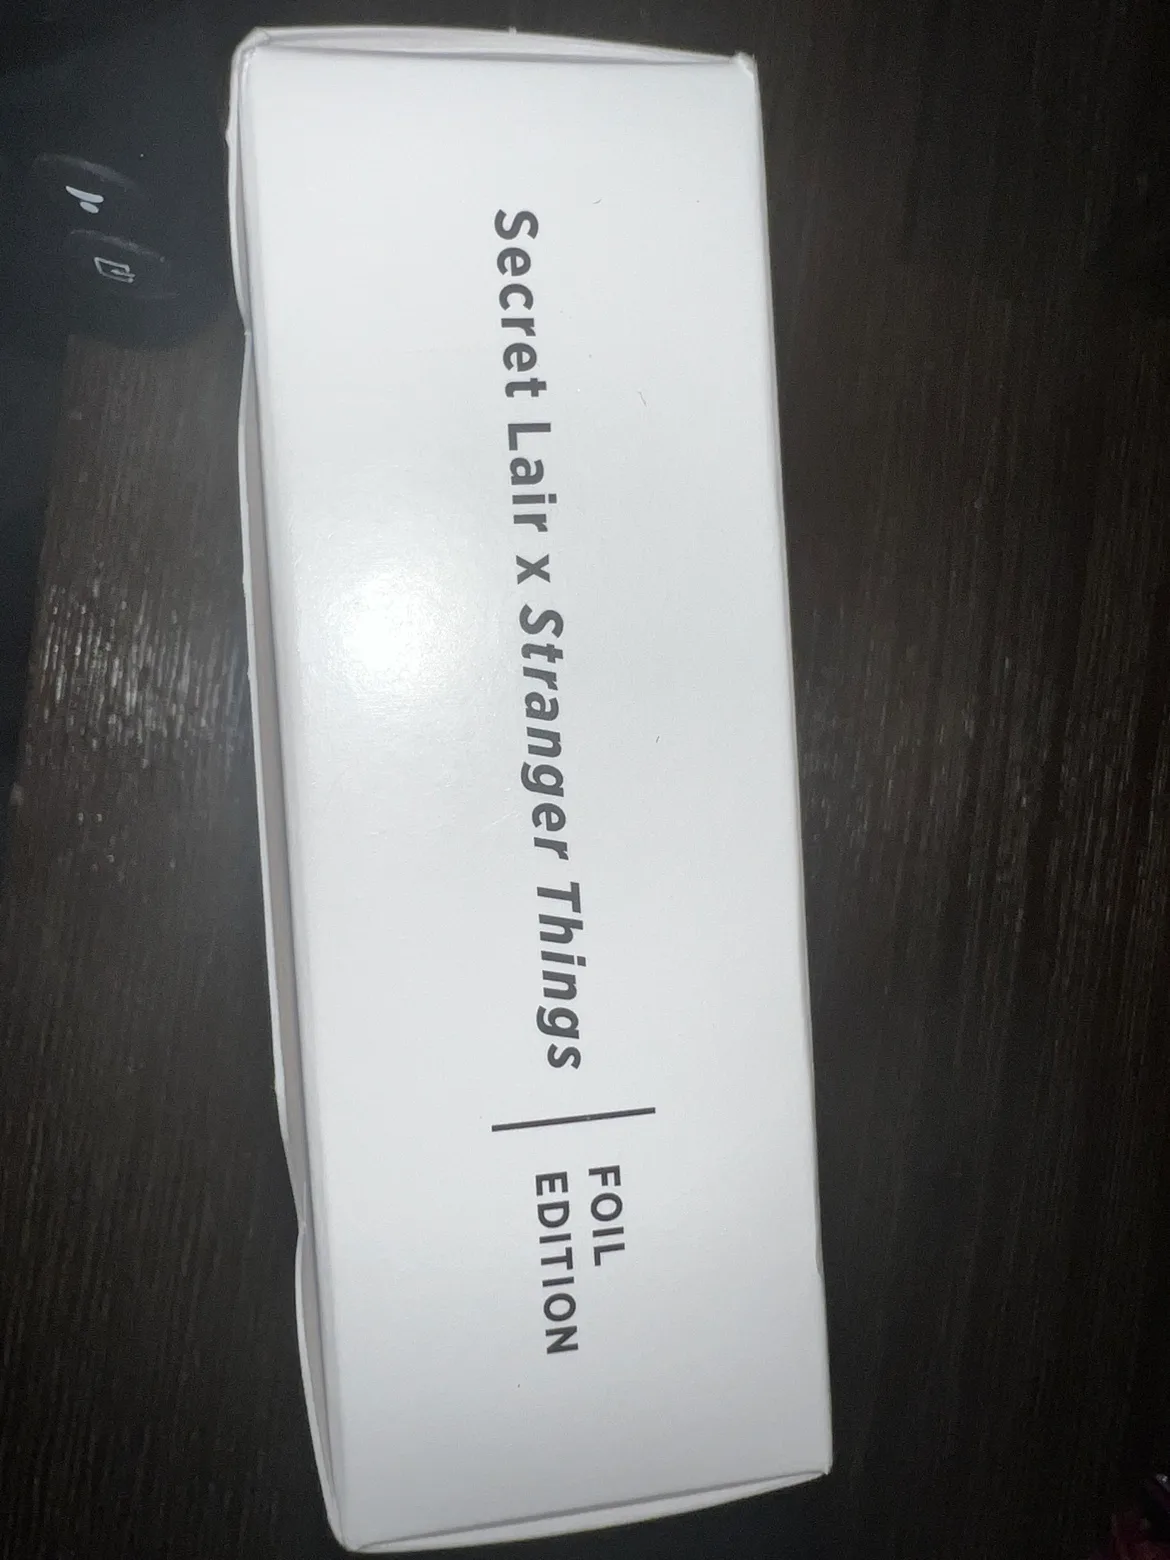 Secret Lair x Stranger Things
FOIL
EDITION